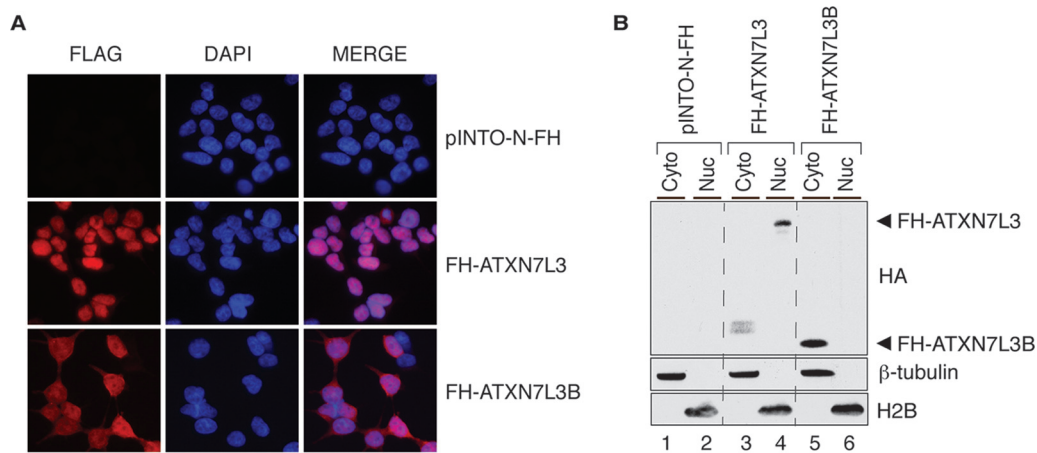 A
FLAG DAPI MERGE
pINTO-N-FH
FH-ATXN7L3
FH-ATXN7L3B
B
pINTO-N-FH FH-ATXN7L3 FH-ATXN7L3B
Cyto Nuc Cyto Nuc Cyto Nuc
◄ FH-ATXN7L3
HA
◄ FH-ATXN7L3B
β-tubulin
H2B
1 2 3 4 5 6